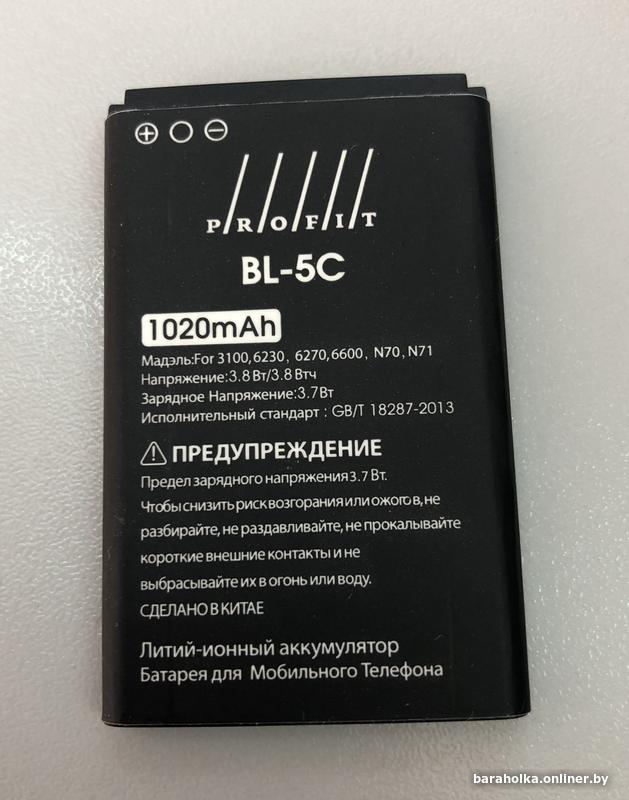 PROFIT
BL-5C
1020mAh
Мадэль:For 3100,6230, 6270,6600, N70, N71
Напряжение:3.8 Вт/3.8 Втч
Зарядное Напряжение:3.7Вт
Исполнительный стандарт : GB/T 18287-2013
ПРЕДУПРЕЖДЕНИЕ
Предел зарядного напряжения 3.7 Вт.
Чтобы снизить риск возгорания или ожогов, не
разбирайте, не раздавливайте, не прокалывайте
короткие внешние контакты и не
выбрасывайте их в огонь или воду.
СДЕЛАНО В КИТАЕ
Литий-ионный аккумулятор
Батарея для Мобильного Телефона
baraholka.onliner.by